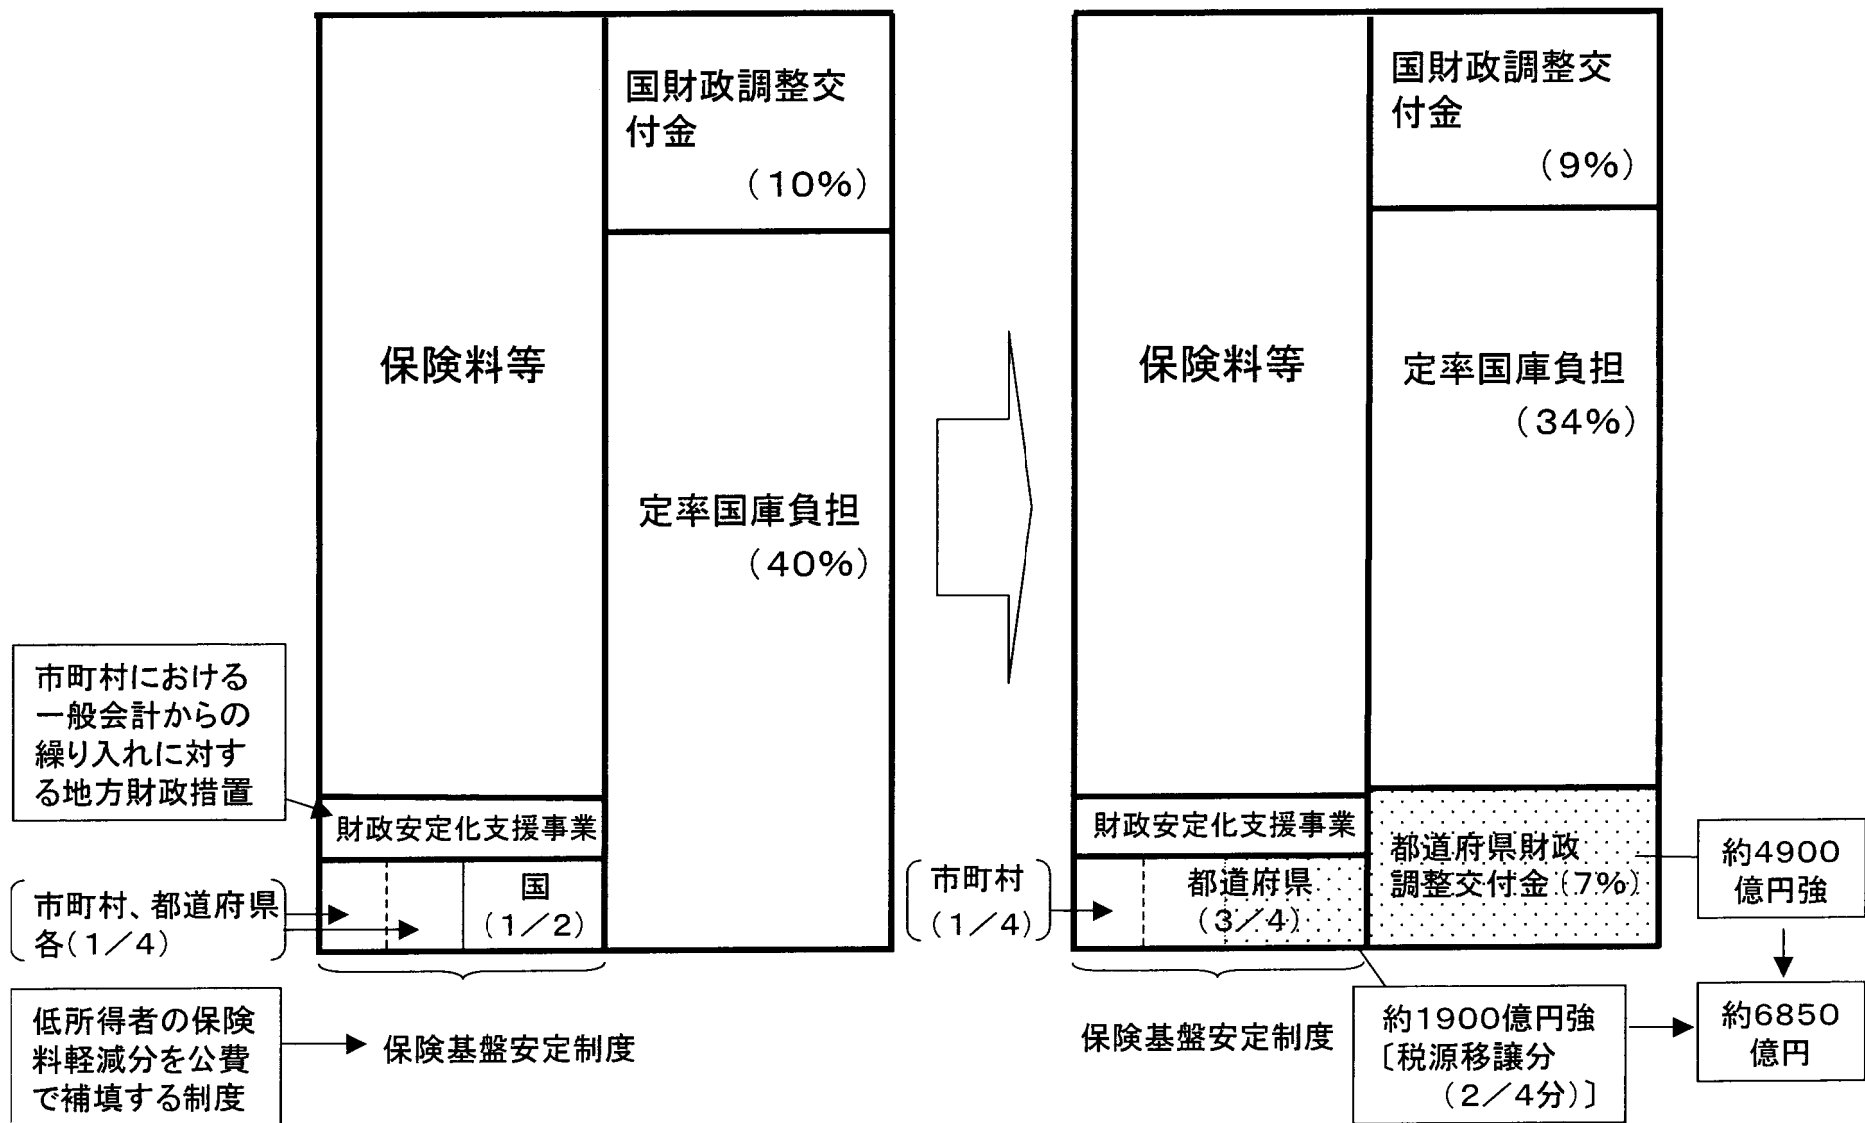 国財政調整交
付金
(10%)
保険料等
定率国庫負担
(40%)
市町村における
一般会計からの
繰り入れに対す
る地方財政措置
財政安定化支援事業
市町村、都道府県
各(1/4)
国
(1/2)
低所得者の保険
料軽減分を公費
で補填する制度
保険基盤安定制度
国財政調整交
付金
(9%)
保険料等
定率国庫負担
(34%)
財政安定化支援事業
市町村
(1/4)
都道府県
(3/4)
都道府県財政
調整交付金(7%)
約4900
億円強
保険基盤安定制度
約1900億円強
〔税源移譲分
(2/4分)〕
約6850
億円